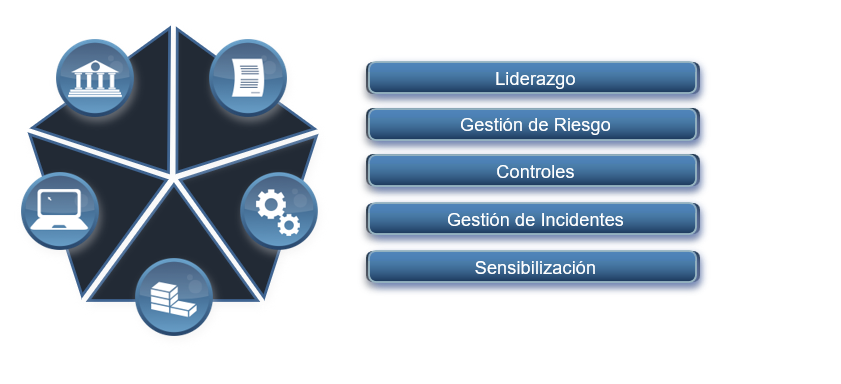 Liderazgo
Gestión de Riesgo
Controles
Gestión de Incidentes
Sensibilización